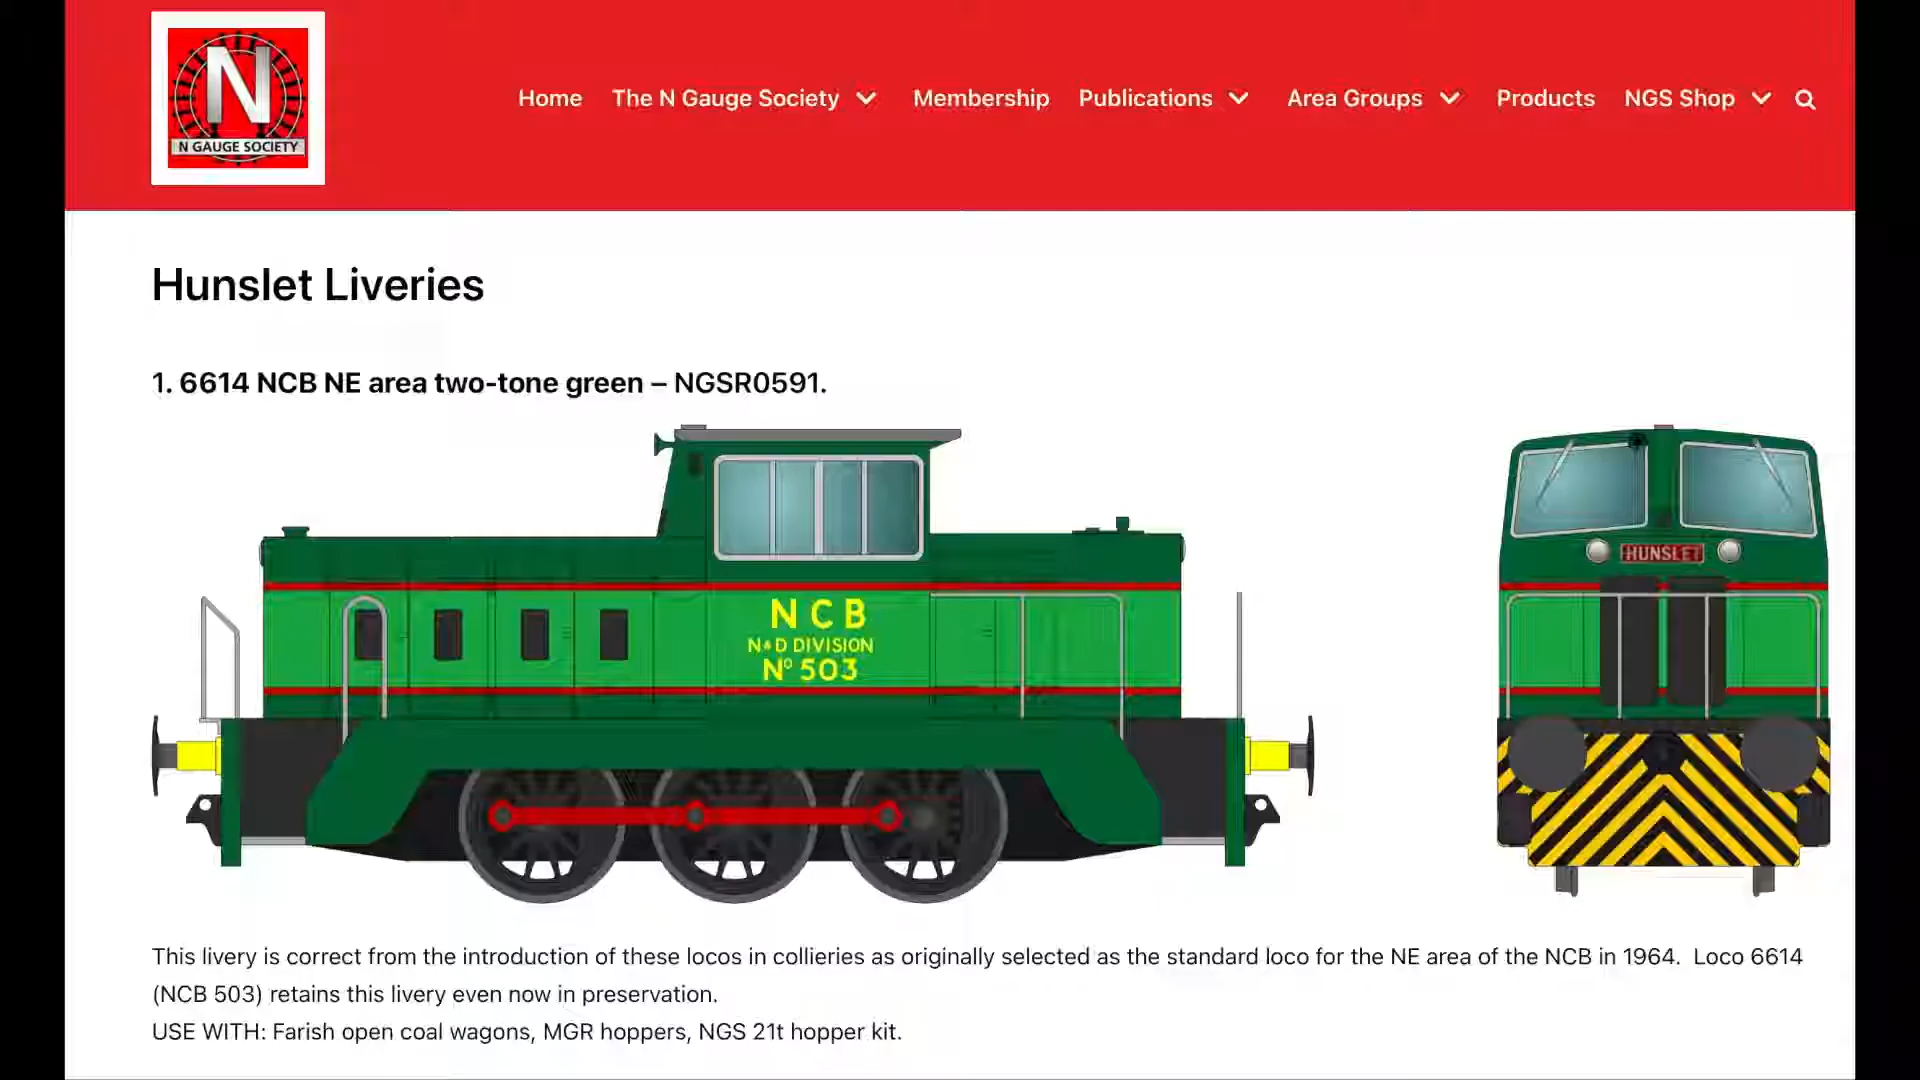 N
N GAUGE SOCIETY
Home The N Gauge Society Membership Publications Area Groups Products NGS Shop
Hunslet Liveries
1. 6614 NCB NE area two-tone green – NGSR0591.
NCB
N&D DIVISION
Nº 503
HUNSLET
This livery is correct from the introduction of these locos in collieries as originally selected as the standard loco for the NE area of the NCB in 1964. Loco 6614
(NCB 503) retains this livery even now in preservation.
USE WITH: Farish open coal wagons, MGR hoppers, NGS 21t hopper kit.